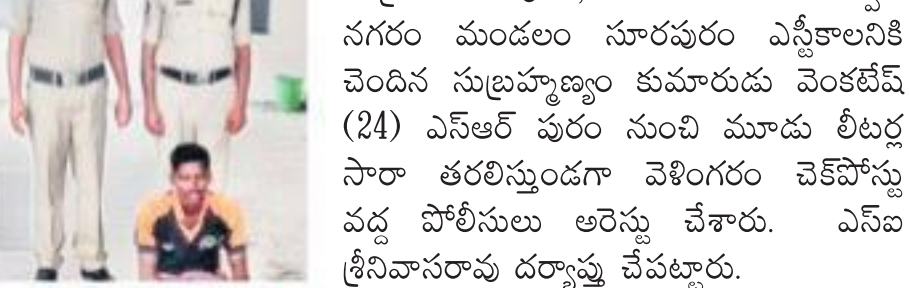 నగరం మండలం సూరపురం ఎస్టీకాలనికి
చెందిన సుబ్రహ్మణ్యం కుమారుడు వెంకటేష్
(24) ఎస్ఆర్ పురం నుంచి మూడు లీటర్ల
సారా తరలిస్తుండగా వెళింగరం చెక్‌పోస్టు
వద్ద పోలీసులు అరెస్టు చేశారు. ఎస్ఐ
శ్రీనివాసరావు దర్యాప్తు చేపట్టారు.